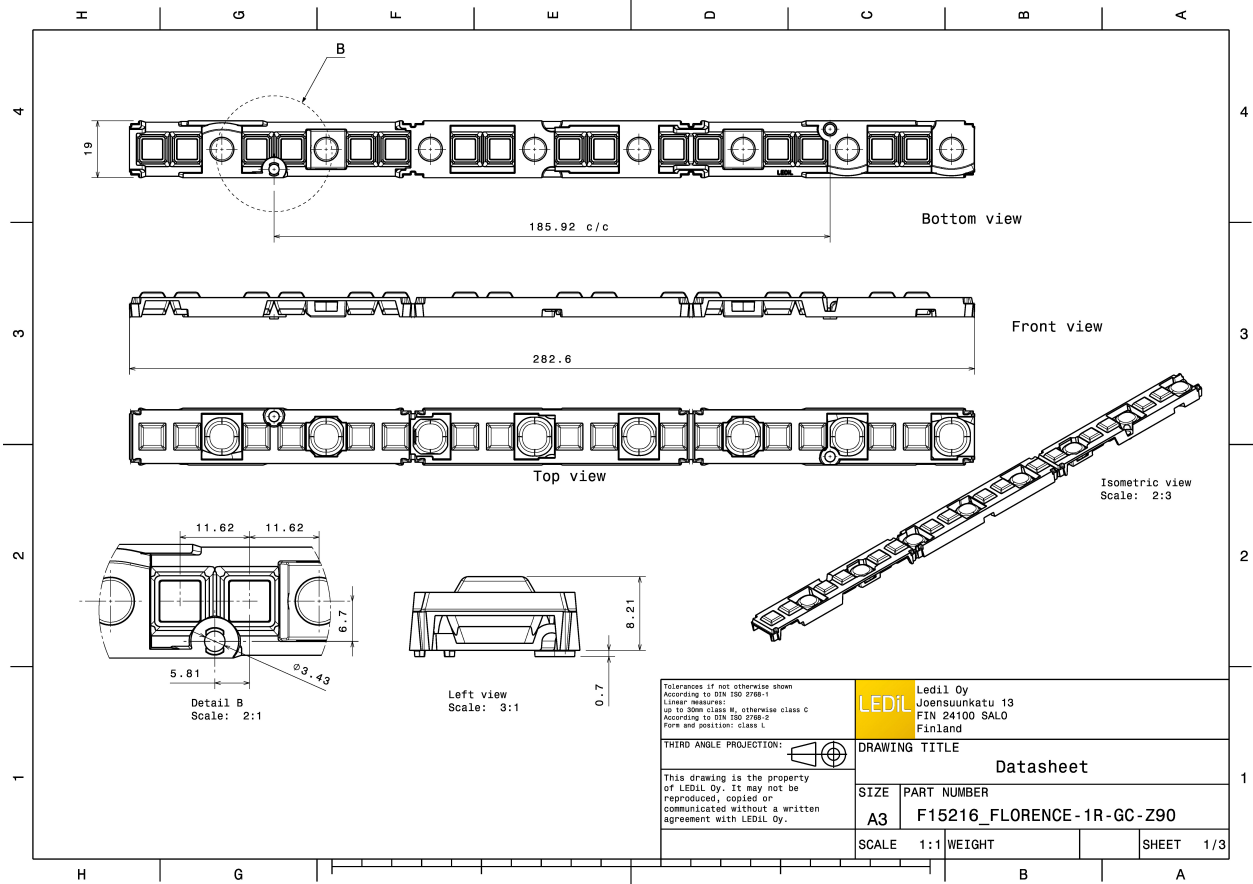 H G F E D C B A
4
4
3
3
2
2
1
1
B
19
LEDiL
185.92 c/c
Bottom view
Front view
282.6
Top view
Isometric view
Scale: 2:3
11.62
11.62
6.7
5.81
Ø3.43
Detail B
Scale: 2:1
8.21
0.7
Left view
Scale: 3:1
Tolerances if not otherwise shown
According to DIN ISO 2768-1
Linear measures:
up to 30mm class M, otherwise class C
According to DIN ISO 2768-2
Form and position: class L
LEDiL
Ledil Oy
Joensuunkatu 13
FIN 24100 SALO
Finland
THIRD ANGLE PROJECTION:
DRAWING TITLE
Datasheet
This drawing is the property
of LEDiL Oy. It may not be
reproduced, copied or
communicated without a written
agreement with LEDiL Oy.
SIZE
A3
PART NUMBER
F15216_FLORENCE-1R-GC-Z90
SCALE 1:1
WEIGHT
SHEET 1/3
H G B A